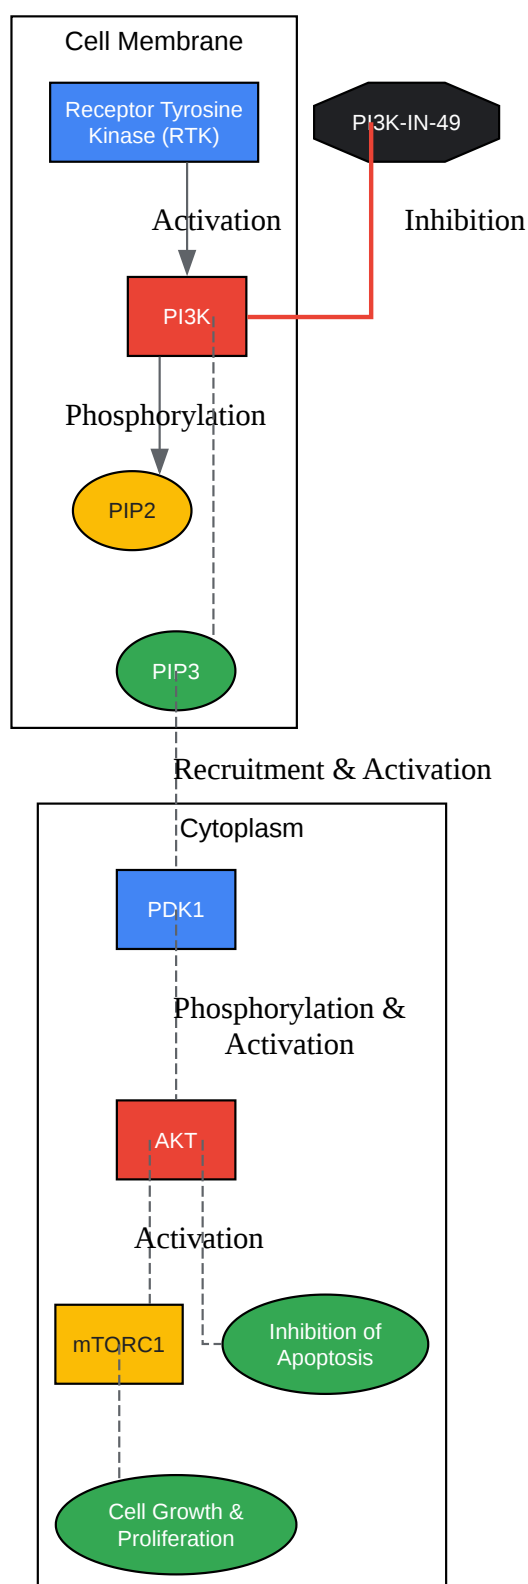 Cell Membrane
Receptor Tyrosine
Kinase (RTK)
PI3K-IN-49
Activation
Inhibition
PI3K
Phosphorylation
PIP2
PIP3
Recruitment & Activation
Cytoplasm
PDK1
Phosphorylation &
Activation
AKT
Activation
mTORC1
Inhibition of
Apoptosis
Cell Growth &
Proliferation